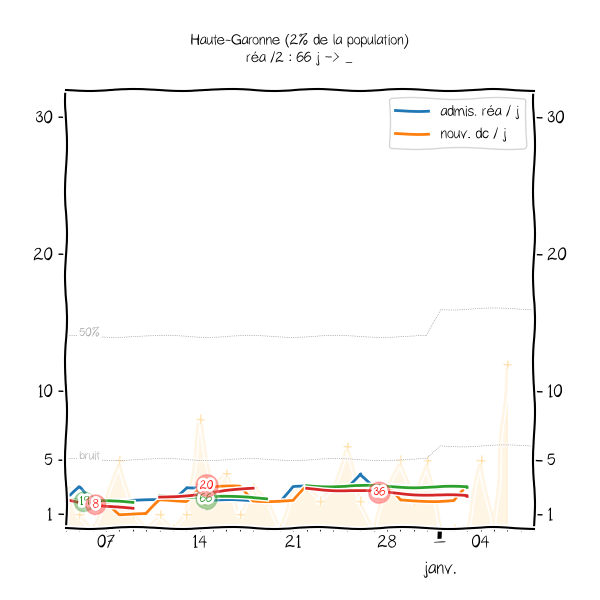 Haute-Garonne (2% de la population)
réa /2 : 66 j -> _
admis. réa / j
nouv. dc / j
30 30
20 20
50%
10 10
bruit
5 5
20
66
36
19
8
1 1
07 14 21 28 04
janv.